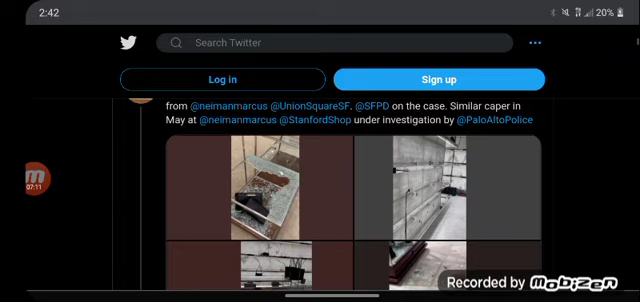 2:42
20%
Search Twitter
Log in
Sign up
from @neimanmarcus @UnionSquareSF. @SFPD on the case. Similar caper in
May at @neimanmarcus @StanfordShop under investigation by @PaloAltoPolice
07:11
Recorded by Mobizen